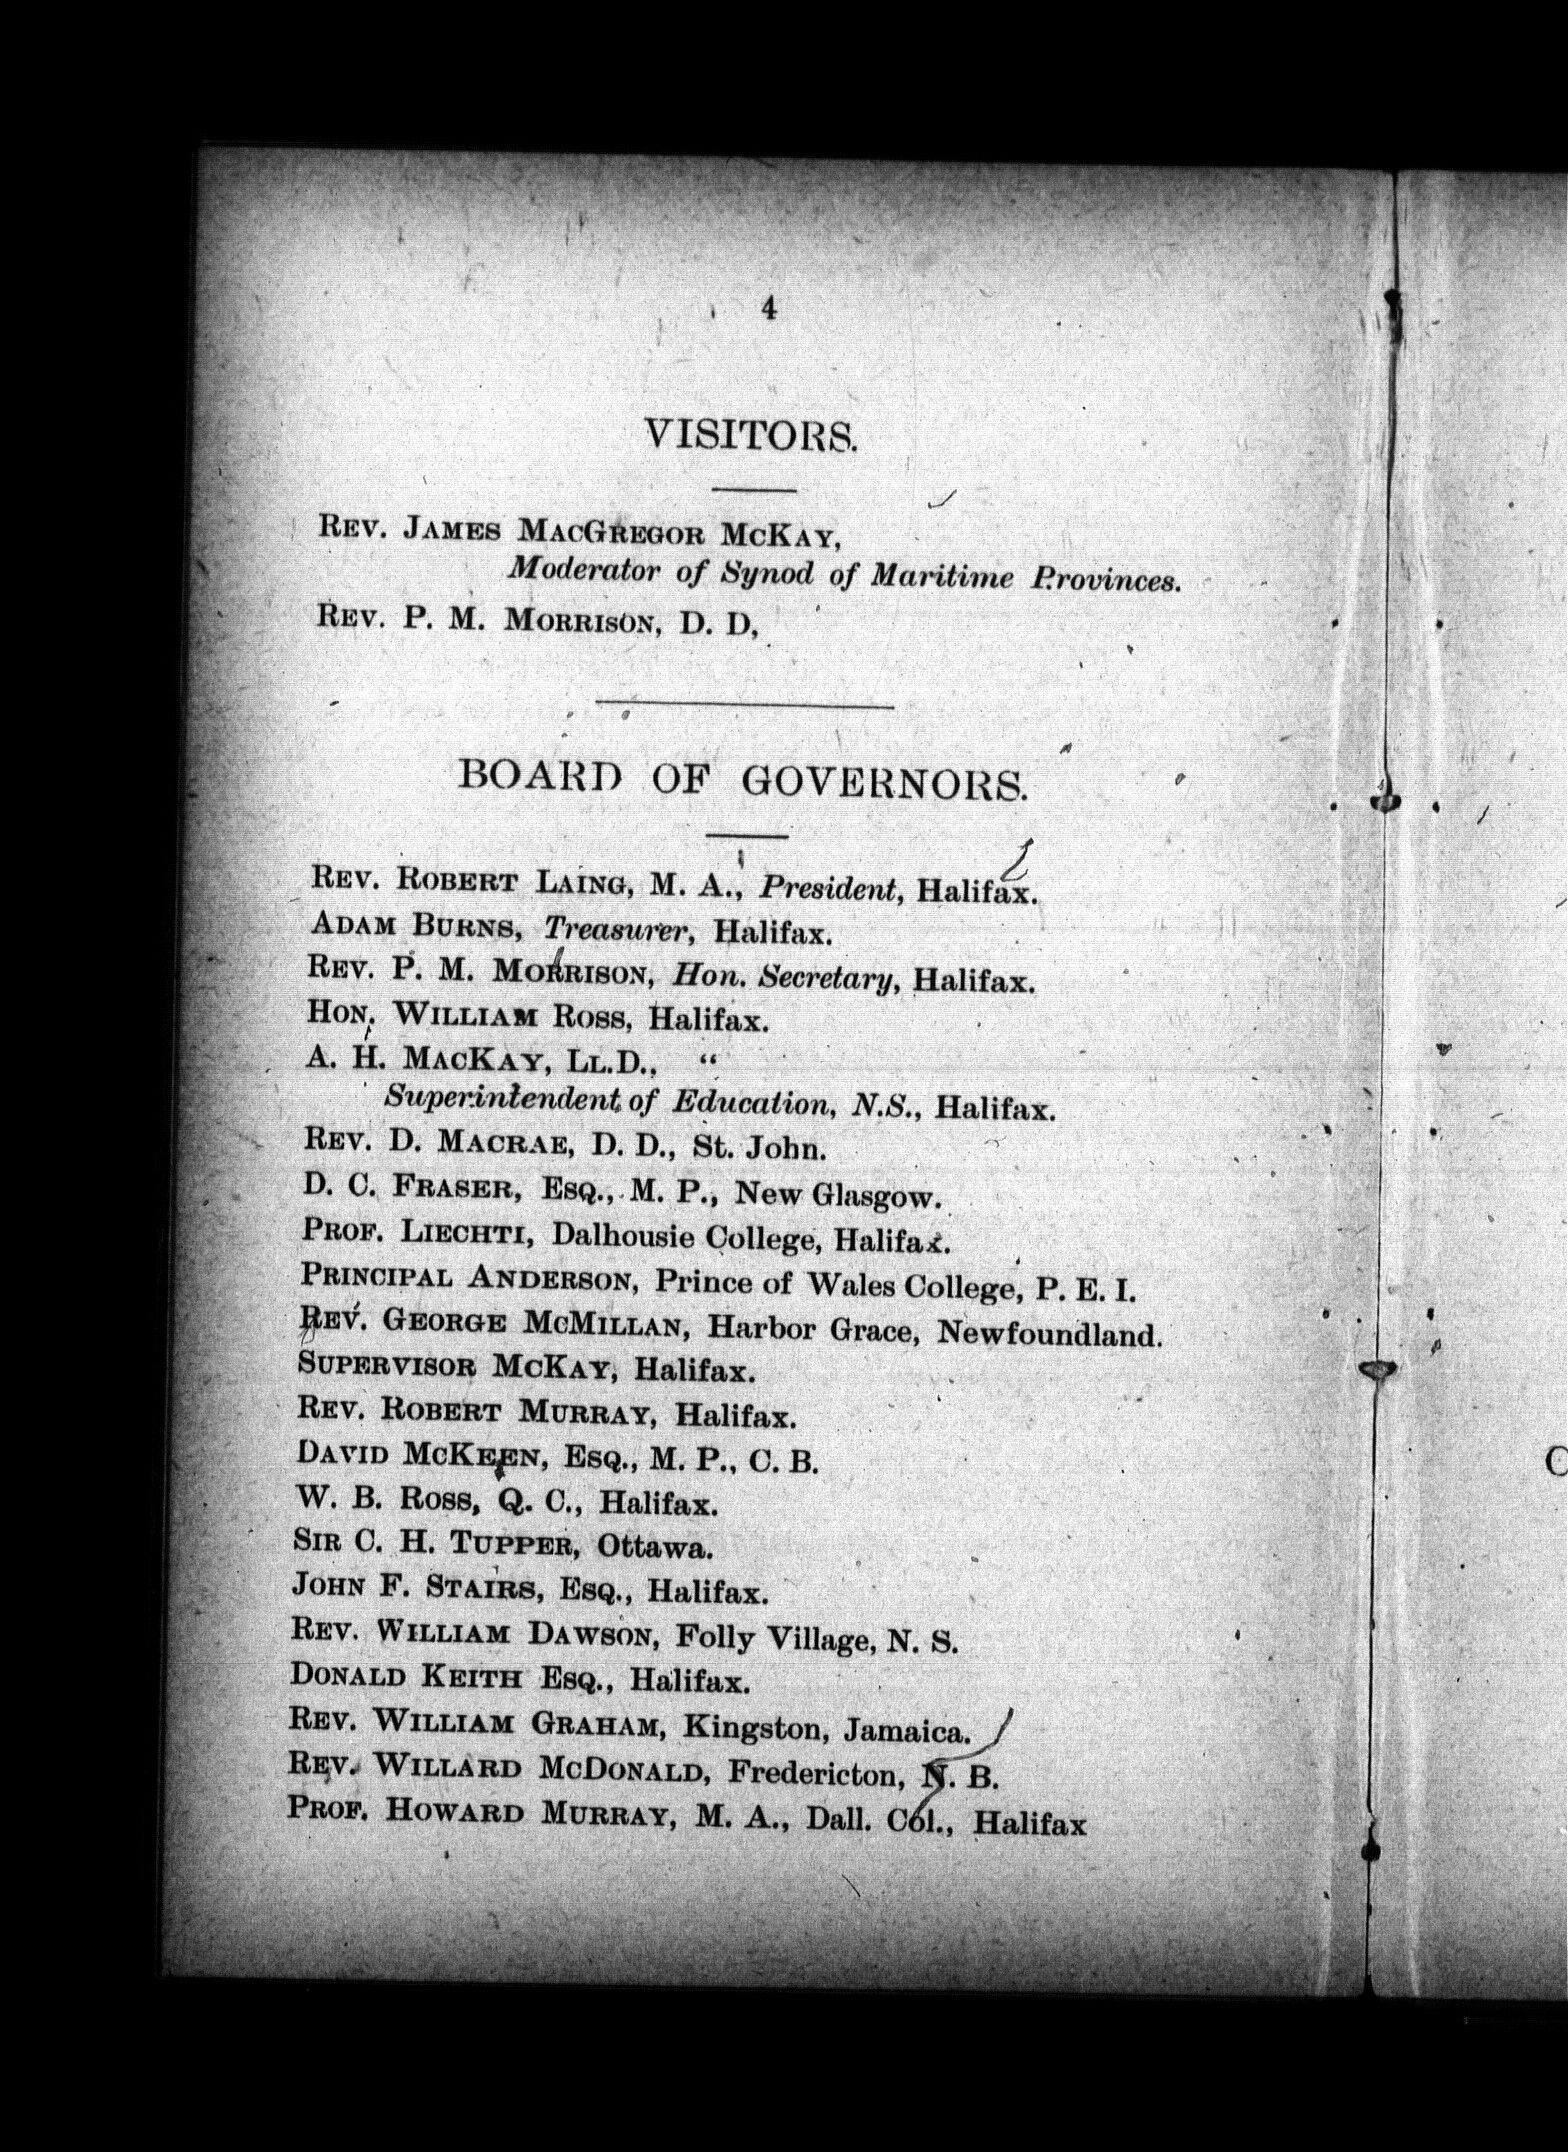 4
VISITORS.
REV. JAMES MACGREGOR MCKAY,
Moderator of Synod of Maritime Provinces.
REV. P. M. MORRISON, D. D,
BOARD OF GOVERNORS.
REV. ROBERT LAING, M. A., President, Halifax.
ADAM BURNS, Treasurer, Halifax.
REV. P. M. MORRISON, Hon. Secretary, Halifax.
HON. WILLIAM ROSS, Halifax.
A. H. MACKAY, LL.D., “
Superintendent of Education, N.S., Halifax.
REV. D. MACRAE, D. D., St. John.
D. C. FRASER, ESQ., M. P., New Glasgow.
PROF. LIECHTI, Dalhousie College, Halifax.
PRINCIPAL ANDERSON, Prince of Wales College, P. E. I.
REV. GEORGE MCMILLAN, Harbor Grace, Newfoundland.
SUPERVISOR MCKAY, Halifax.
REV. ROBERT MURRAY, Halifax.
DAVID MCKEEN, ESQ., M. P., C. B.
W. B. ROSS, Q. C., Halifax.
SIR C. H. TUPPER, Ottawa.
JOHN F. STAIRS, ESQ., Halifax.
REV. WILLIAM DAWSON, Folly Village, N. S.
DONALD KEITH ESQ., Halifax.
REV. WILLIAM GRAHAM, Kingston, Jamaica.
REV. WILLARD MCDONALD, Fredericton, N. B.
PROF. HOWARD MURRAY, M. A., Dall. Col., Halifax